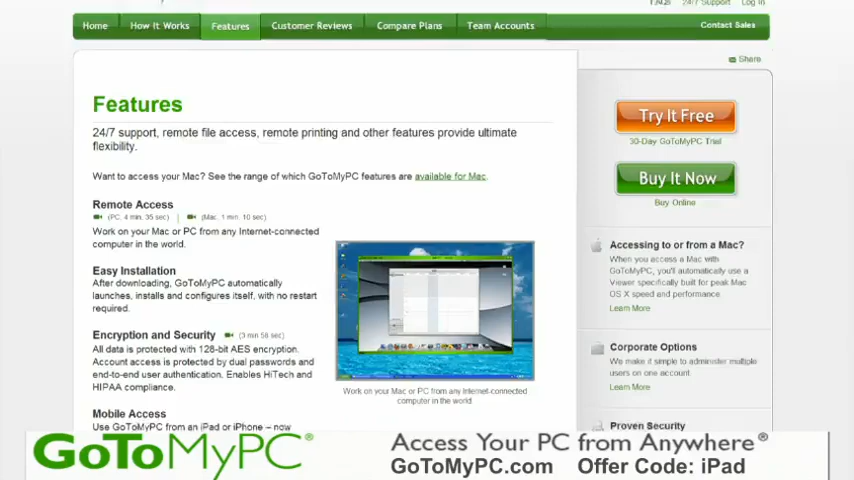 24/7 Support Log In
Home How It Works Features Customer Reviews Compare Plans Team Accounts Contact Sales
Share
Features
24/7 support, remote file access, remote printing and other features provide ultimate
flexibility.
Want to access your Mac? See the range of which GoToMyPC features are available for Mac.
Remote Access
(PC, 4 min, 35 sec) | (Mac, 1 min, 10 sec)
Work on your Mac or PC from any Internet-connected
computer in the world.
Easy Installation
After downloading, GoToMyPC automatically
launches, installs and configures itself, with no restart
required.
Encryption and Security (3 min 58 sec)
All data is protected with 128-bit AES encryption.
Account access is protected by dual passwords and
end-to-end user authentication. Enables HiTech and
HIPAA compliance.
Mobile Access
Use GoToMyPC from an iPad or iPhone – now
Work on your Mac or PC from any Internet-connected
computer in the world
Try It Free
30-Day GoToMyPC Trial
Buy It Now
Buy Online
Accessing to or from a Mac?
When you access a Mac with
GoToMyPC, you'll automatically use a
Viewer specifically built for peak Mac
OS X speed and performance.
Learn More
Corporate Options
We make it simple to administer multiple
users on one account
Learn More
Proven Security
GoToMyPC®
Access Your PC from Anywhere®
GoToMyPC.com Offer Code: iPad